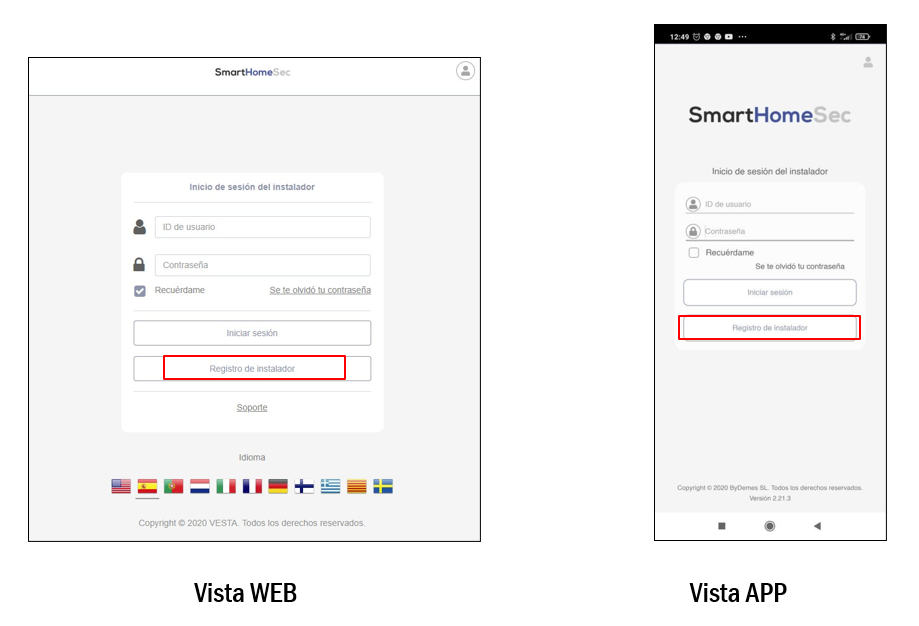 SmartHomeSec
Inicio de sesión del instalador
ID de usuario
Contraseña
Recuérdame
Se te olvidó tu contraseña
Iniciar sesión
Registro de instalador
Soporte
Idioma
Copyright © 2020 VESTA. Todos los derechos reservados.
Vista WEB
12:49
74
SmartHomeSec
Inicio de sesión del instalador
ID de usuario
Contraseña
Recuérdame
Se te olvidó tu contraseña
Iniciar sesión
Registro de instalador
Copyright © 2020 ByDemes SL. Todos los derechos reservados.
Versión 2.21.3
Vista APP